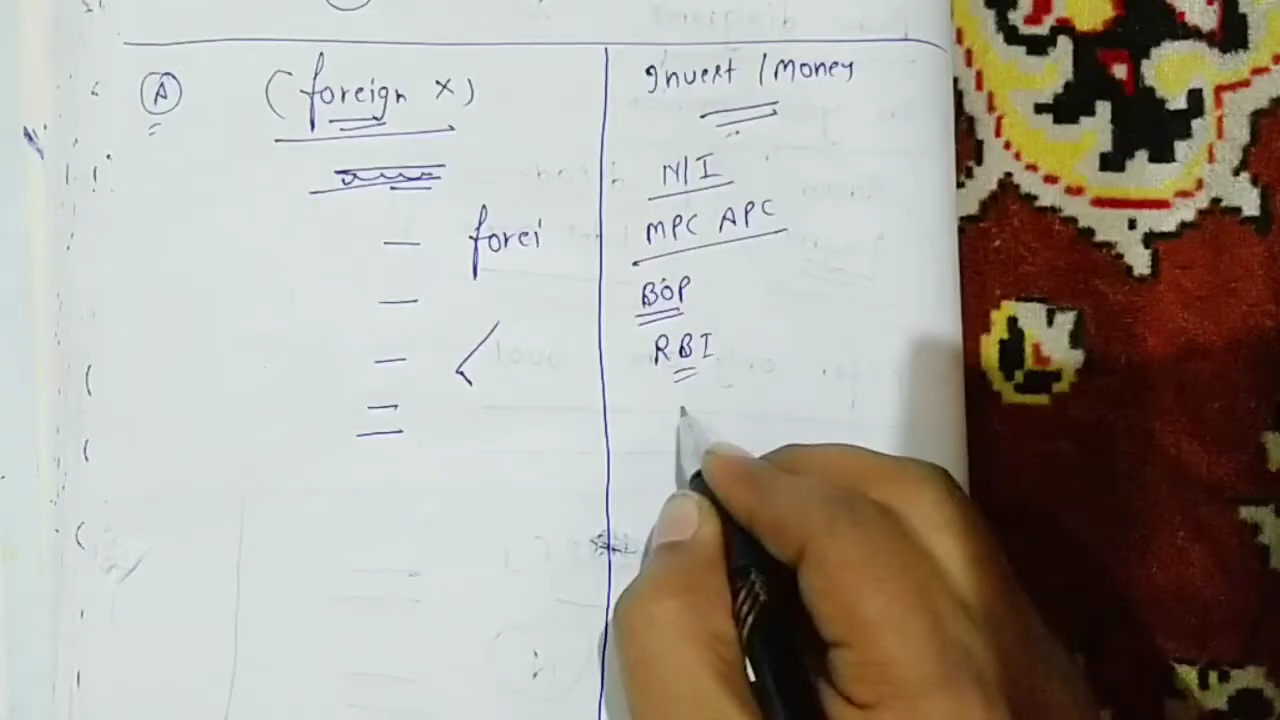 A (foreign X)
forei
Invest / Money
N/I
MPC APC
BOP
RBI